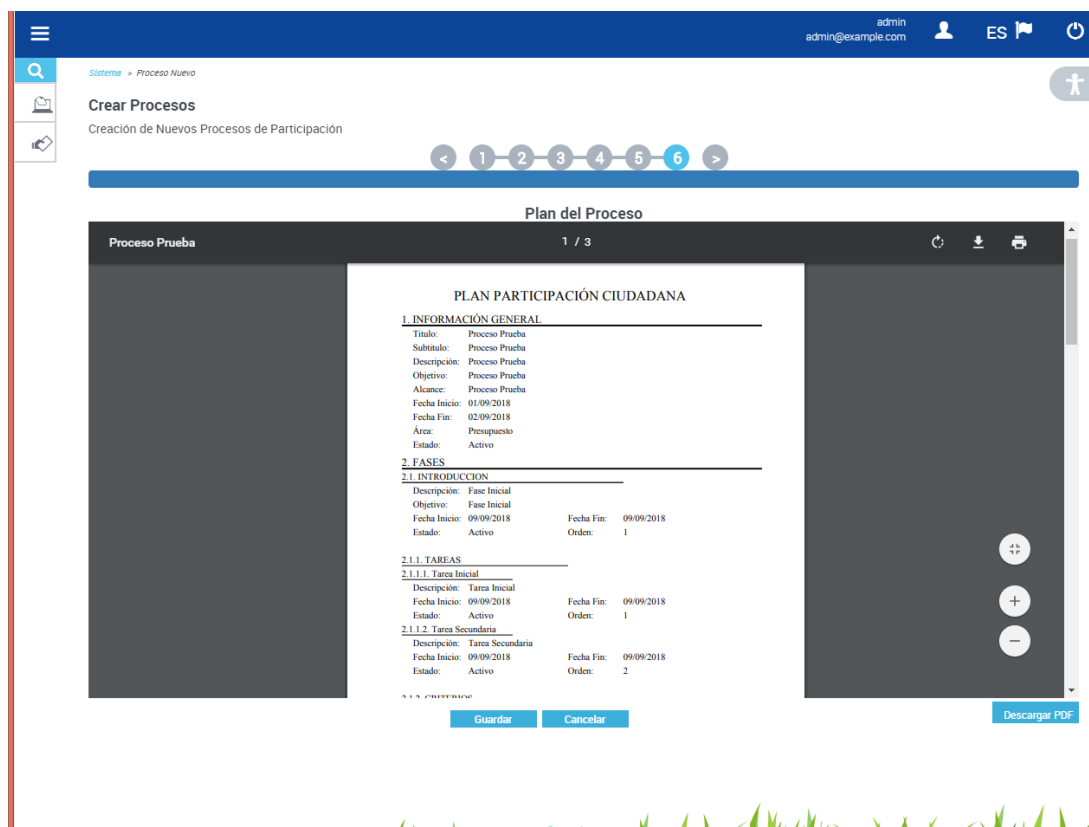 admin
admin@example.com
ES
Sistema > Proceso Nuevo
Crear Procesos
Creación de Nuevos Procesos de Participación
< 1 2 3 4 5 6 >
Plan del Proceso
Proceso Prueba 1 / 3
PLAN PARTICIPACIÓN CIUDADANA
1. INFORMACIÓN GENERAL
Titulo: Proceso Prueba
Subtitulo: Proceso Prueba
Descripción: Proceso Prueba
Objetivo: Proceso Prueba
Alcance: Proceso Prueba
Fecha Inicio: 01/09/2018
Fecha Fin: 02/09/2018
Área: Presupuesto
Estado: Activo
2. FASES
2.1. INTRODUCCION
Descripción: Fase Inicial
Objetivo: Fase Inicial
Fecha Inicio: 09/09/2018 Fecha Fin: 09/09/2018
Estado: Activo Orden: 1
2.1.1. TAREAS
2.1.1.1. Tarea Inicial
Descripción: Tarea Inicial
Fecha Inicio: 09/09/2018 Fecha Fin: 09/09/2018
Estado: Activo Orden: 1
2.1.1.2. Tarea Secundaria
Descripción: Tarea Secundaria
Fecha Inicio: 09/09/2018 Fecha Fin: 09/09/2018
Estado: Activo Orden: 2
2.1.2. CRITERIOS
Guardar Cancelar Descargar PDF